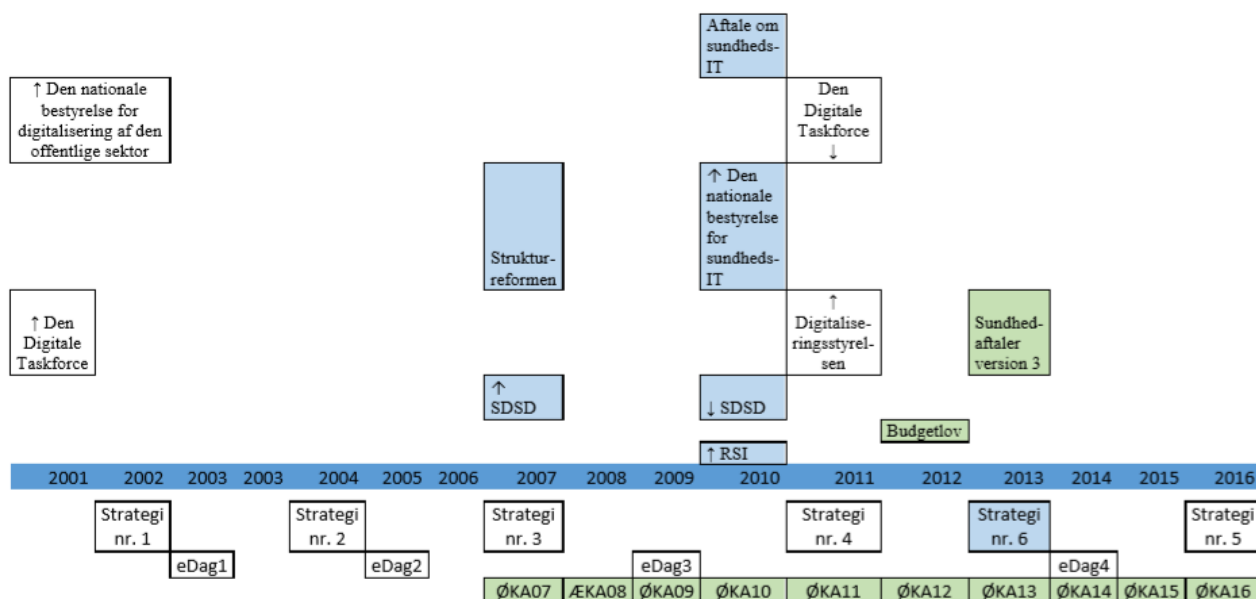 Aftale om
sundheds-
IT
↑ Den nationale
bestyrelse for
digitalisering af den
offentlige sektor
Den
Digitale
Taskforce
↓
Struktur-
reformen
↑ Den
nationale
bestyrelse
for
sundheds-
IT
↑ Den
Digitale
Taskforce
↑
Digitalise-
ringsstyrel-
sen
Sundhed-
aftaler
version 3
↑
SDSD
↓ SDSD
Budgetlov
↑ RSI
2001 2002 2003 2003 2004 2005 2006 2007 2008 2009 2010 2011 2012 2013 2014 2015 2016
Strategi
nr. 1
Strategi
nr. 2
Strategi
nr. 3
Strategi
nr. 4
Strategi
nr. 6
Strategi
nr. 5
eDag1
eDag2
eDag3
eDag4
ØKA07 ÆKA08 ØKA09 ØKA10 ØKA11 ØKA12 ØKA13 ØKA14 ØKA15 ØKA16